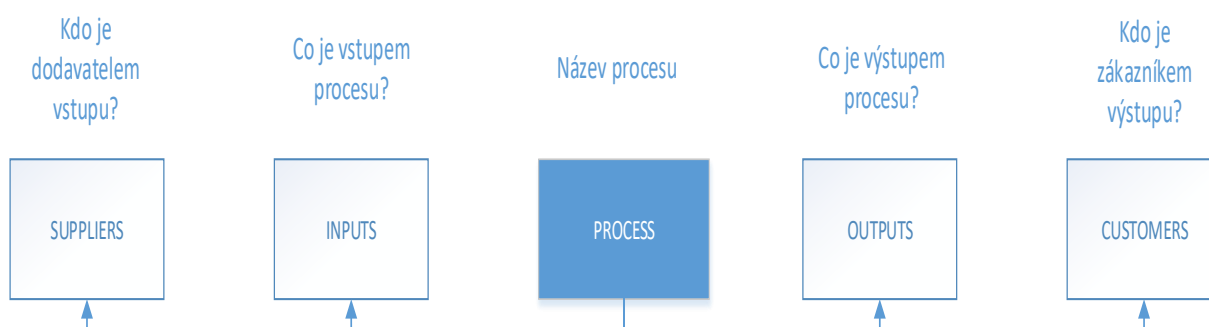 Kdo je
dodavatelem
vstupu?
Co je vstupem
procesu?
Název procesu
Co je výstupem
procesu?
Kdo je
zákazníkem
výstupu?
SUPPLIERS
INPUTS
PROCESS
OUTPUTS
CUSTOMERS